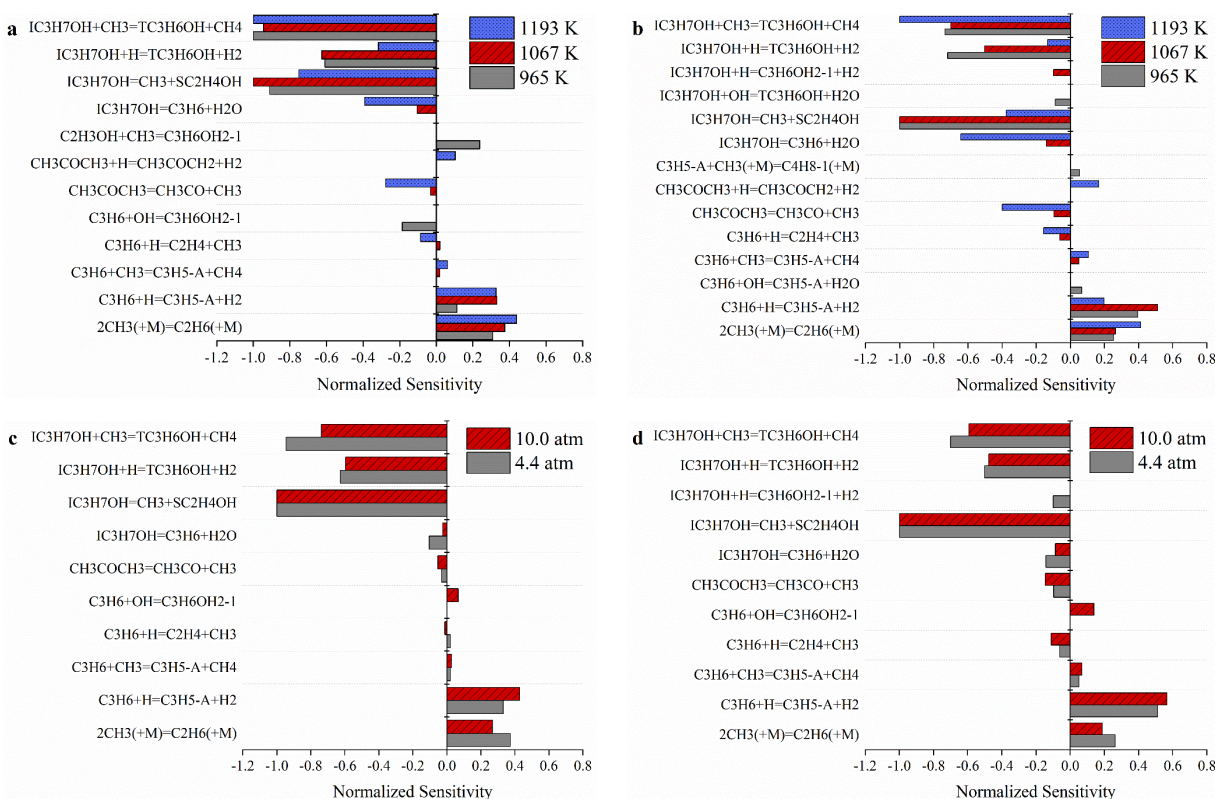 a
IC3H7OH+CH3=TC3H6OH+CH4
IC3H7OH+H=TC3H6OH+H2
IC3H7OH=CH3+SC2H4OH
IC3H7OH=C3H6+H2O
C2H3OH+CH3=C3H6OH2-1
CH3COCH3+H=CH3COCH2+H2
CH3COCH3=CH3CO+CH3
C3H6+OH=C3H6OH2-1
C3H6+H=C2H4+CH3
C3H6+CH3=C3H5-A+CH4
C3H6+H=C3H5-A+H2
2CH3(+M)=C2H6(+M)
1193 K
1067 K
965 K
-1.2 -1.0 -0.8 -0.6 -0.4 -0.2 0.0 0.2 0.4 0.6 0.8
Normalized Sensitivity
b
IC3H7OH+CH3=TC3H6OH+CH4
IC3H7OH+H=TC3H6OH+H2
IC3H7OH+H=C3H6OH2-1+H2
IC3H7OH+OH=TC3H6OH+H2O
IC3H7OH=CH3+SC2H4OH
IC3H7OH=C3H6+H2O
C3H5-A+CH3(+M)=C4H8-1(+M)
CH3COCH3+H=CH3COCH2+H2
CH3COCH3=CH3CO+CH3
C3H6+H=C2H4+CH3
C3H6+CH3=C3H5-A+CH4
C3H6+OH=C3H5-A+H2O
C3H6+H=C3H5-A+H2
2CH3(+M)=C2H6(+M)
1193 K
1067 K
965 K
-1.2 -1.0 -0.8 -0.6 -0.4 -0.2 0.0 0.2 0.4 0.6 0.8
Normalized Sensitivity
c
IC3H7OH+CH3=TC3H6OH+CH4
IC3H7OH+H=TC3H6OH+H2
IC3H7OH=CH3+SC2H4OH
IC3H7OH=C3H6+H2O
CH3COCH3=CH3CO+CH3
C3H6+OH=C3H6OH2-1
C3H6+H=C2H4+CH3
C3H6+CH3=C3H5-A+CH4
C3H6+H=C3H5-A+H2
2CH3(+M)=C2H6(+M)
10.0 atm
4.4 atm
-1.2 -1.0 -0.8 -0.6 -0.4 -0.2 0.0 0.2 0.4 0.6 0.8
Normalized Sensitivity
d
IC3H7OH+CH3=TC3H6OH+CH4
IC3H7OH+H=TC3H6OH+H2
IC3H7OH+H=C3H6OH2-1+H2
IC3H7OH=CH3+SC2H4OH
IC3H7OH=C3H6+H2O
CH3COCH3=CH3CO+CH3
C3H6+OH=C3H6OH2-1
C3H6+H=C2H4+CH3
C3H6+CH3=C3H5-A+CH4
C3H6+H=C3H5-A+H2
2CH3(+M)=C2H6(+M)
10.0 atm
4.4 atm
-1.2 -1.0 -0.8 -0.6 -0.4 -0.2 0.0 0.2 0.4 0.6 0.8
Normalized Sensitivity